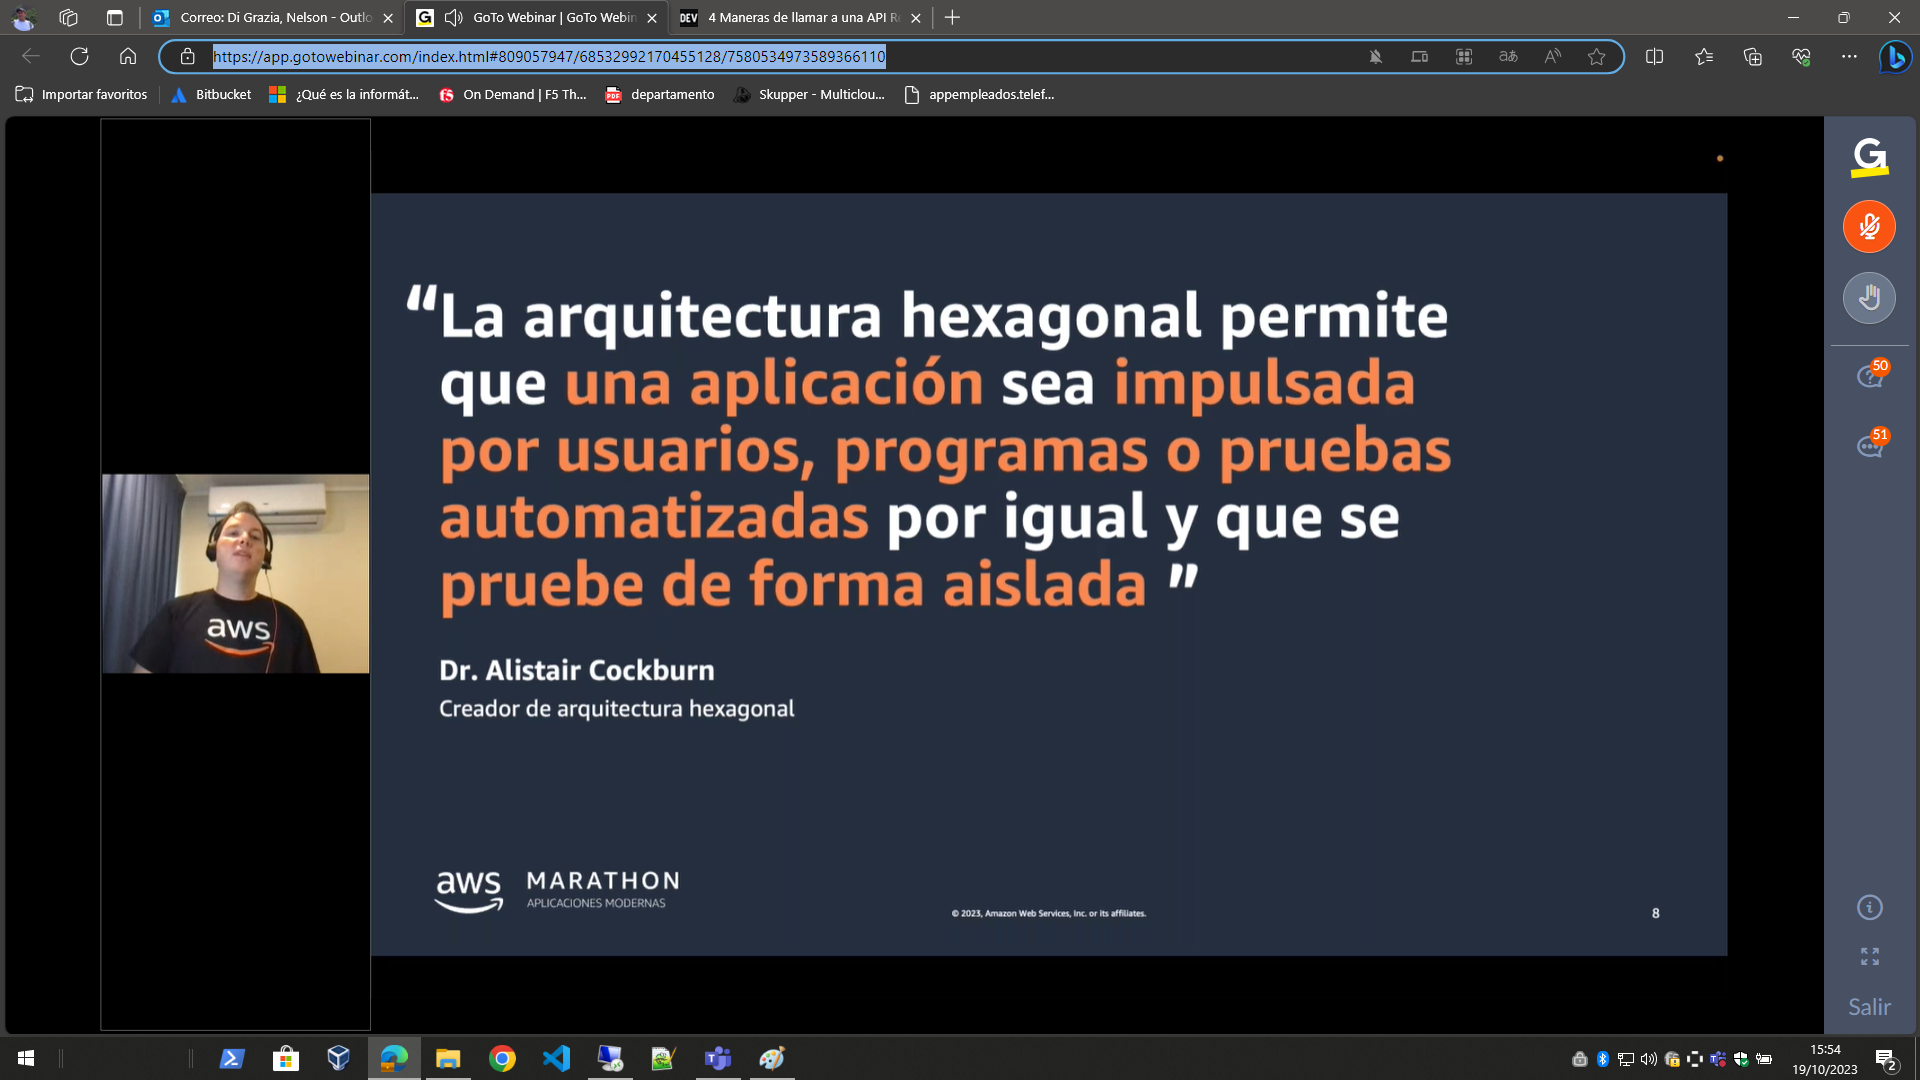 Correo: Di Grazia, Nelson - Outlo
GoTo Webinar | GoTo Webin
DEV
4 Maneras de llamar a una API Re
https://app.gotowebinar.com/index.html#809057947/68532992170455128/7580534973589366110
Importar favoritos
Bitbucket
¿Qué es la informát...
On Demand | F5 Th...
departamento
Skupper - Multiclou...
appempleados.telef...
“La arquitectura hexagonal permite
que una aplicación sea impulsada
por usuarios, programas o pruebas
automatizadas por igual y que se
pruebe de forma aislada ”
Dr. Alistair Cockburn
Creador de arquitectura hexagonal
aws
aws MARATHON
APLICACIONES MODERNAS
© 2023, Amazon Web Services, Inc. or its affiliates.
8
50
51
Salir
15:54
19/10/2023
2